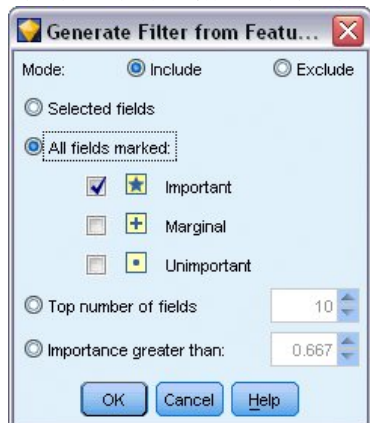 Generate Filter from Featu...
Mode: Include Exclude
Selected fields
All fields marked:
Important
Marginal
Unimportant
Top number of fields 10
Importance greater than: 0.667
OK Cancel Help